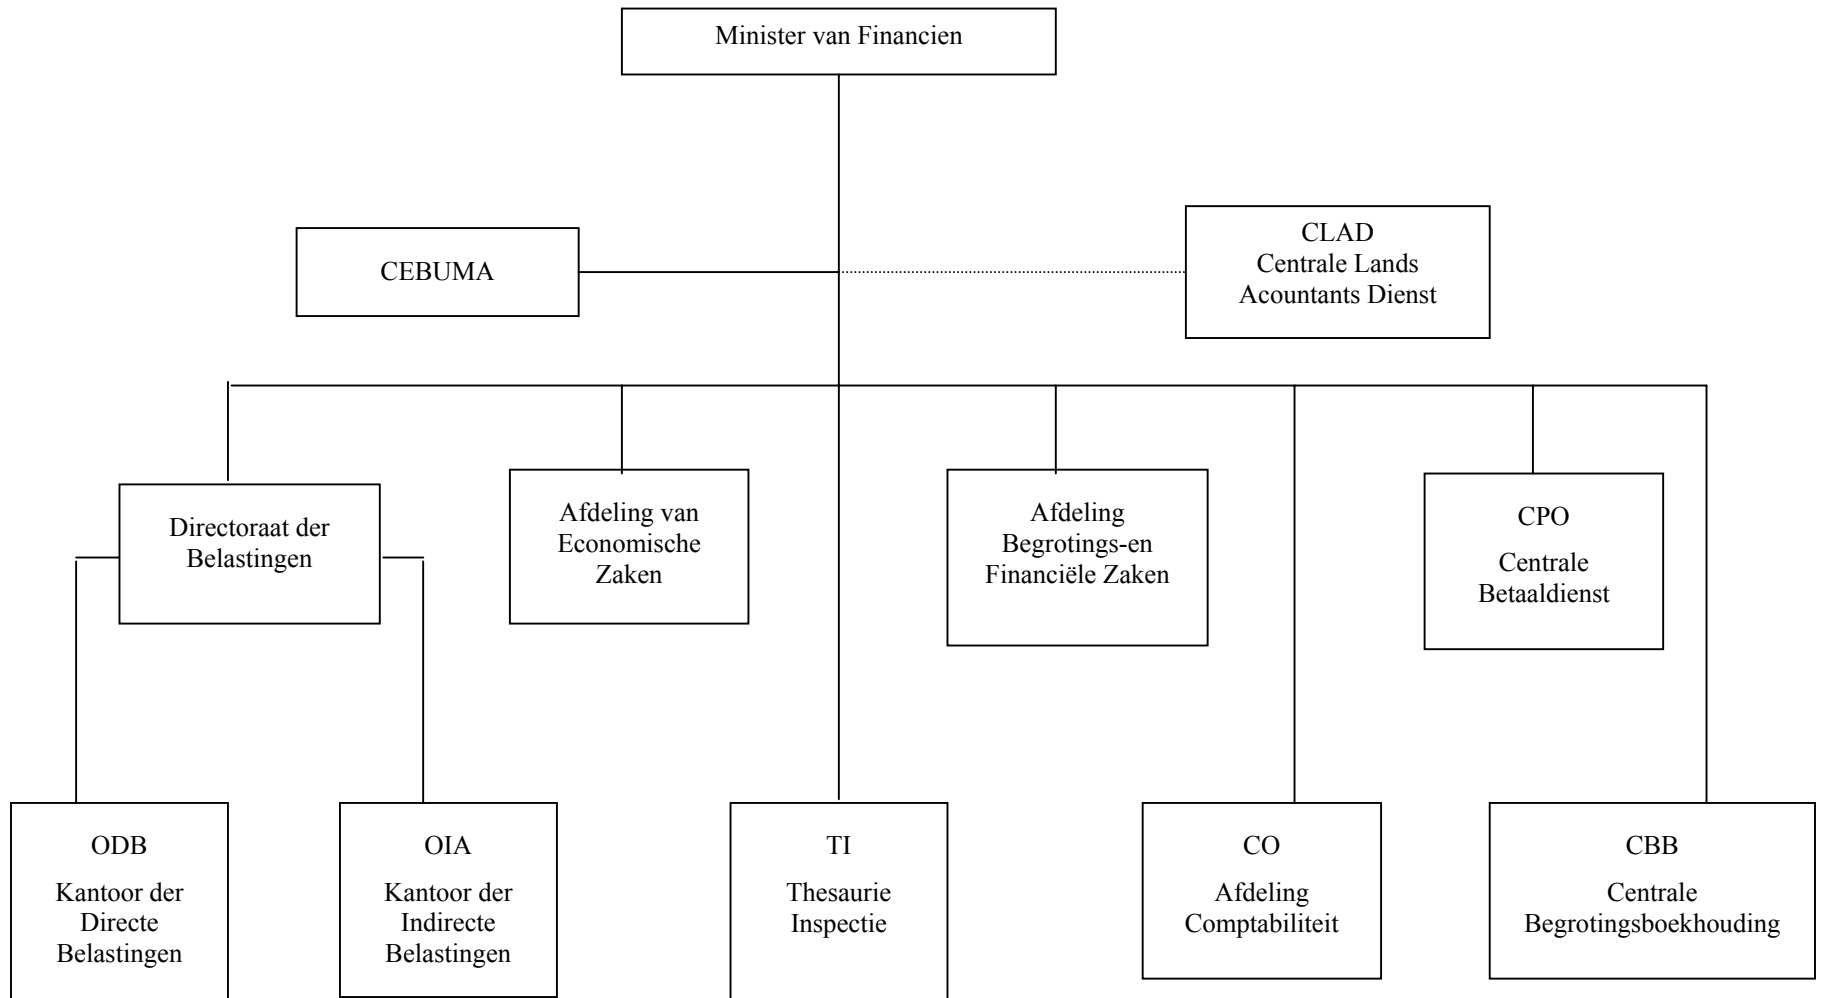 Minister van Financien
CEBUMA
CLAD
Centrale Lands
Acountants Dienst
Directoraat der
Belastingen
Afdeling van
Economische
Zaken
Afdeling
Begrotings-en
Financiële Zaken
CPO
Centrale
Betaaldienst
ODB
Kantoor der
Directe
Belastingen
OIA
Kantoor der
Indirecte
Belastingen
TI
Thesaurie
Inspectie
CO
Afdeling
Comptabiliteit
CBB
Centrale
Begrotingsboekhouding